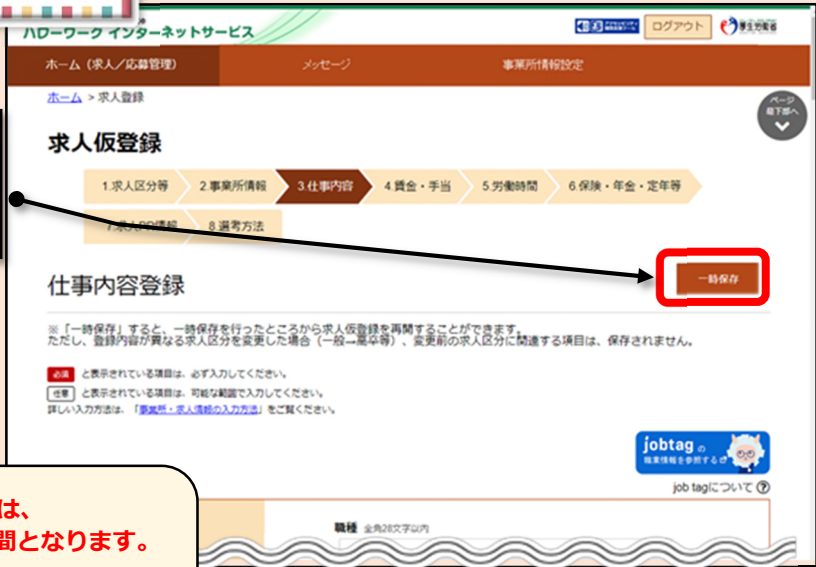 ハローワーク インターネットサービス
ログアウト
厚生労働省
ホーム（求人／応募管理）
メッセージ
事業所情報設定
ホーム > 求人登録
ページ
最下部へ
求人仮登録
1.求人区分等
2.事業所情報
3.仕事内容
4.賃金・手当
5.労働時間
6.保険・年金・定年等
7.求人PR情報
8.選考方法
一時保存
仕事内容登録
※「一時保存」すると、一時保存を行ったところから求人仮登録を再開することができます。
ただし、登録内容が異なる求人区分を変更した場合（一般→高卒等）、変更前の求人区分に関連する項目は、保存されません。
必須 と表示されている項目は、必ず入力してください。
任意 と表示されている項目は、可能な範囲で入力してください。
詳しい入力方法は、「事業所・求人情報の入力方法」をご覧ください。
jobtag の
職業情報を参照する
job tagについて ?
は、
間となります。
職種 全角28文字以内